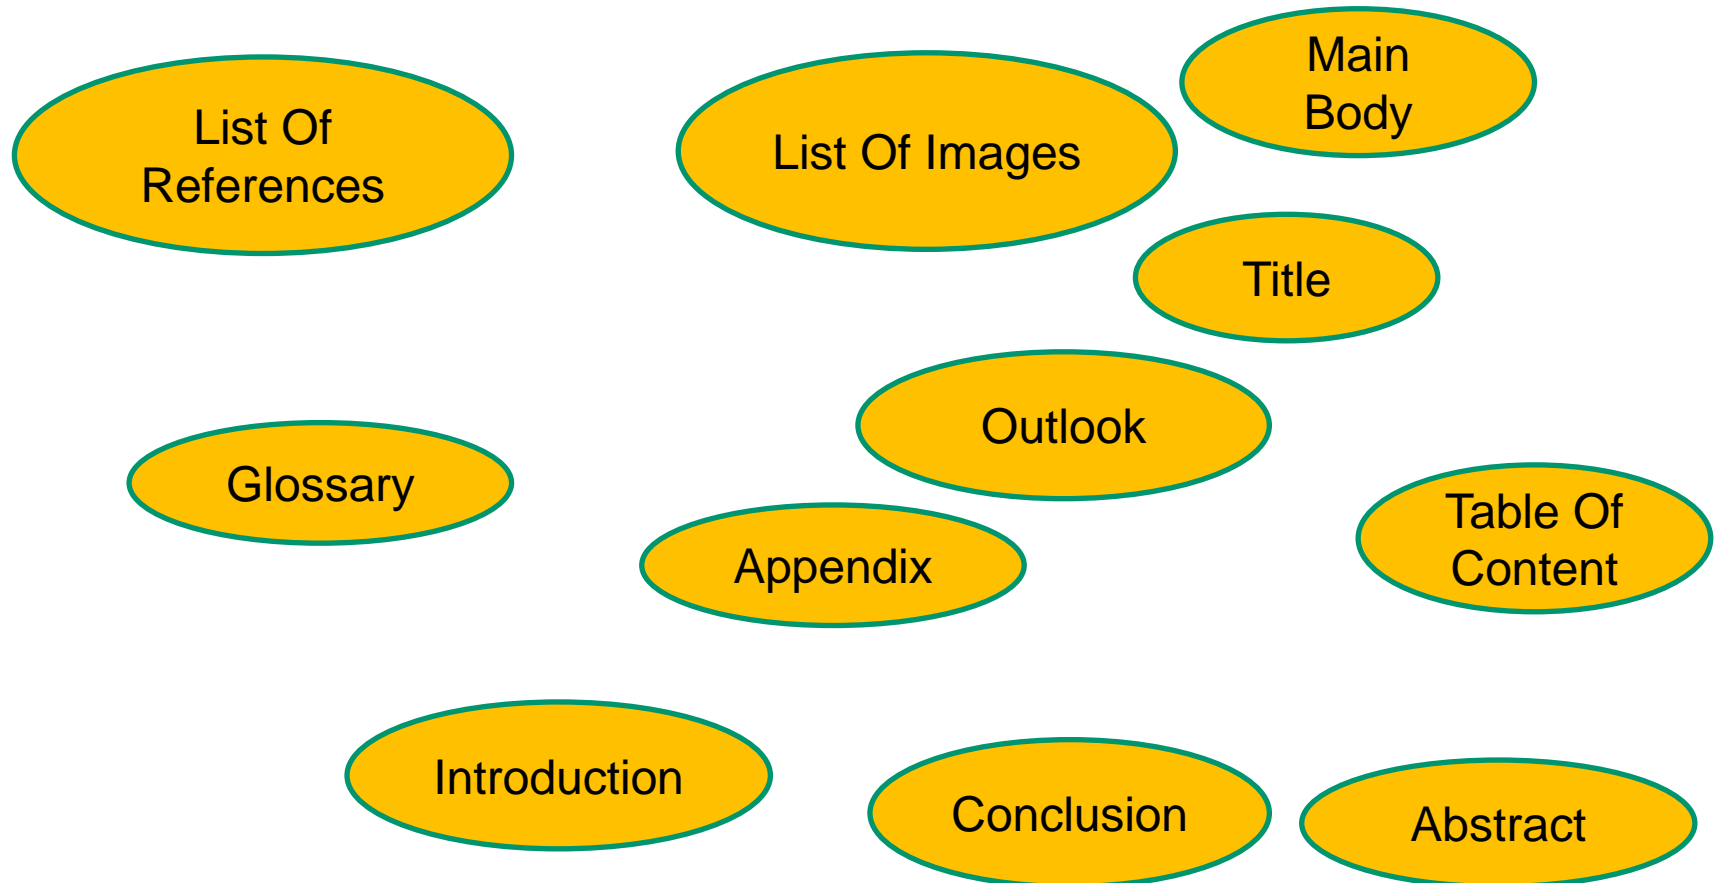 Main
Body
List Of
References
List Of Images
Title
Outlook
Glossary
Appendix
Table Of
Content
Introduction
Conclusion
Abstract